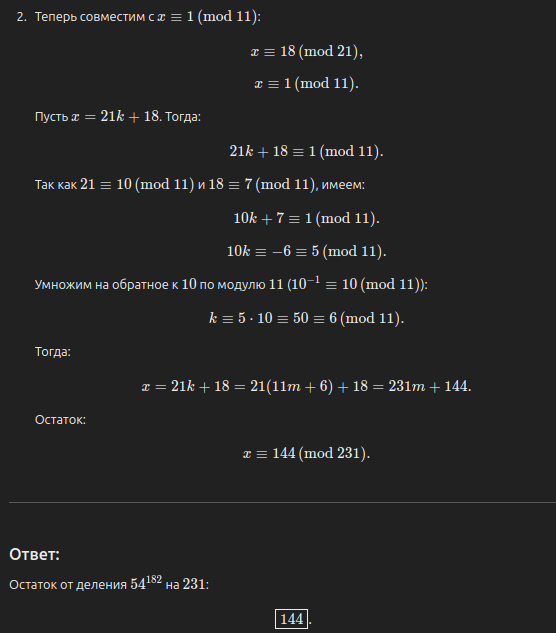 2. Теперь совместим с x ≡ 1 (mod 11):
x ≡ 18 (mod 21),
x ≡ 1 (mod 11).
Пусть x = 21k + 18. Тогда:
21k + 18 ≡ 1 (mod 11).
Так как 21 ≡ 10 (mod 11) и 18 ≡ 7 (mod 11), имеем:
10k + 7 ≡ 1 (mod 11).
10k ≡ −6 ≡ 5 (mod 11).
Умножим на обратное к 10 по модулю 11 (10⁻¹ ≡ 10 (mod 11)):
k ≡ 5 · 10 ≡ 50 ≡ 6 (mod 11).
Тогда:
x = 21k + 18 = 21(11m + 6) + 18 = 231m + 144.
Остаток:
x ≡ 144 (mod 231).
Ответ:
Остаток от деления 54¹⁸² на 231:
144.